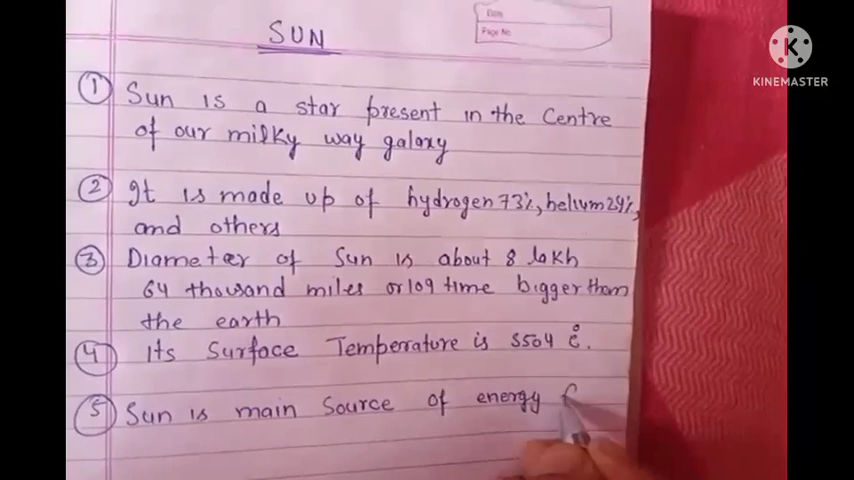 SUN
Date
Page No
KINEMASTER
① Sun is a star present in the Centre
of our milky way galaxy
② It is made up of hydrogen 73%, helium 24%,
and others
③ Diameter of Sun is about 8 lakh
64 thousand miles or 109 time bigger than
the earth
④ Its Surface Temperature is 5504 °C.
⑤ Sun is main Source of energy